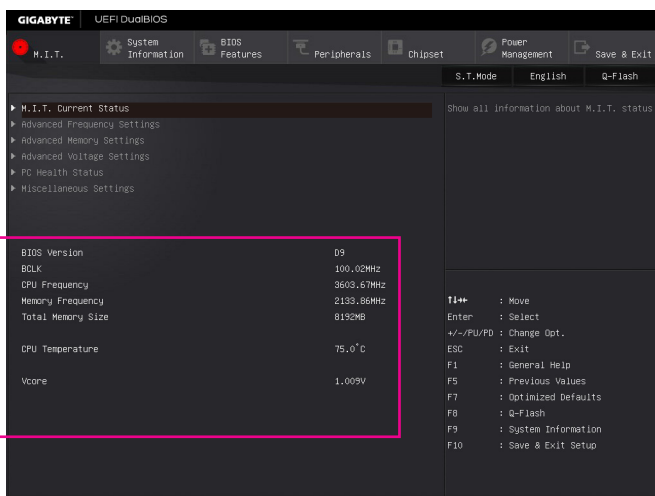 GIGABYTE™ UEFI DualBIOS
M.I.T.
System Information
BIOS Features
Peripherals
Chipset
Power Management
Save & Exit
S.T.Mode English Q-Flash
M.I.T. Current Status
Advanced Frequency Settings
Advanced Memory Settings
Advanced Voltage Settings
PC Health Status
Miscellaneous Settings
Show all information about M.I.T. status
BIOS Version D9
BCLK 100.02MHz
CPU Frequency 3603.67MHz
Memory Frequency 2133.86MHz
Total Memory Size 8192MB
CPU Temperature 75.0°C
Vcore 1.009V
↑↓→← : Move
Enter : Select
+/-/PU/PD : Change Opt.
ESC : Exit
F1 : General Help
F5 : Previous Values
F7 : Optimized Defaults
F8 : Q-Flash
F9 : System Information
F10 : Save & Exit Setup